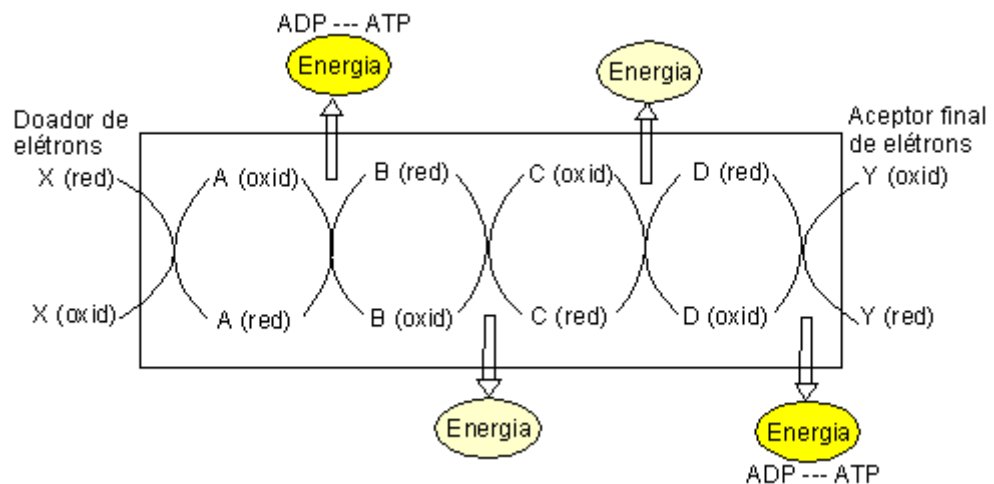 ADP --- ATP
Energia
Energia
Doador de
elétrons
Aceptor final
de elétrons
X (red)
A (oxid)
B (red)
C (oxid)
D (red)
Y (oxid)
X (oxid)
A (red)
B (oxid)
C (red)
D (oxid)
Y (red)
Energia
Energia
ADP --- ATP